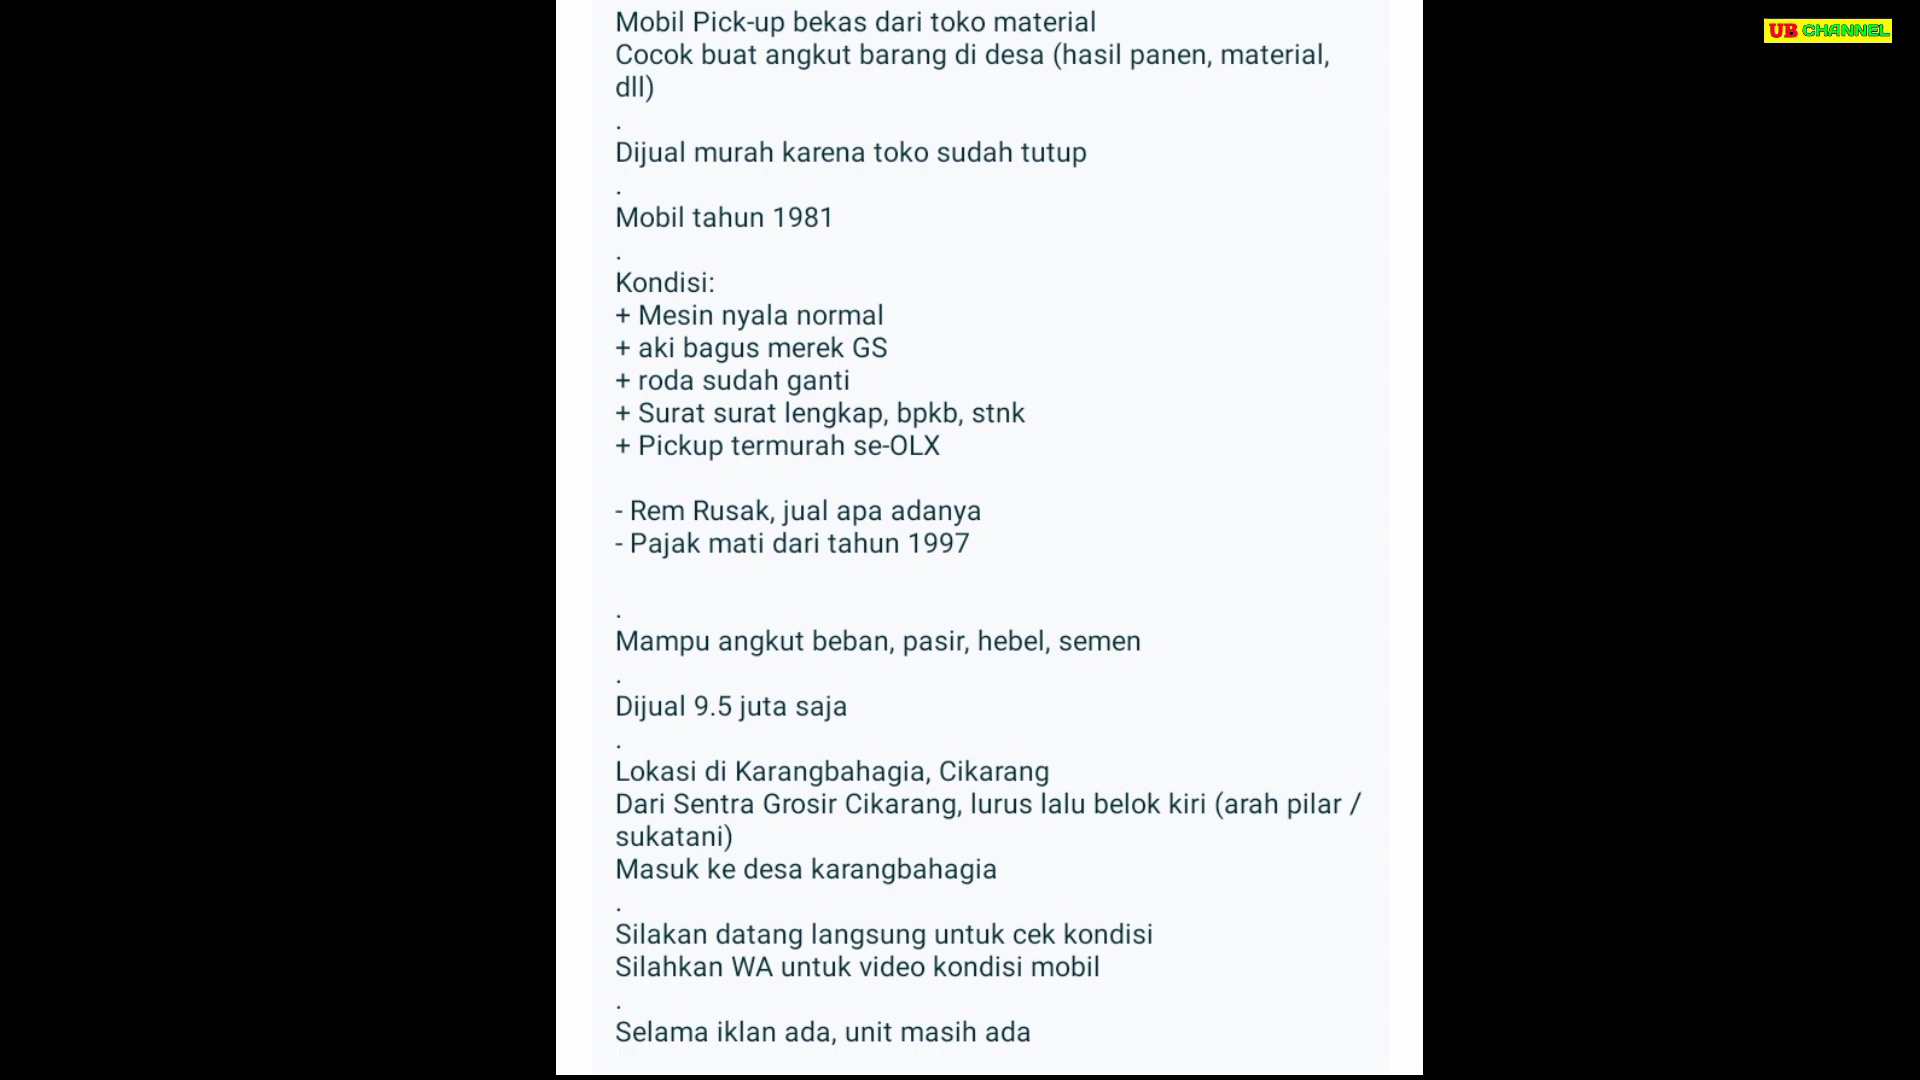 Mobil Pick-up bekas dari toko material
Cocok buat angkut barang di desa (hasil panen, material,
dll)
.
Dijual murah karena toko sudah tutup
.
Mobil tahun 1981
.
Kondisi:
+ Mesin nyala normal
+ aki bagus merek GS
+ roda sudah ganti
+ Surat surat lengkap, bpkb, stnk
+ Pickup termurah se-OLX
- Rem Rusak, jual apa adanya
- Pajak mati dari tahun 1997
.
Mampu angkut beban, pasir, hebel, semen
.
Dijual 9.5 juta saja
.
Lokasi di Karangbahagia, Cikarang
Dari Sentra Grosir Cikarang, lurus lalu belok kiri (arah pilar /
sukatani)
Masuk ke desa karangbahagia
.
Silakan datang langsung untuk cek kondisi
Silahkan WA untuk video kondisi mobil
.
Selama iklan ada, unit masih ada
UB CHANNEL